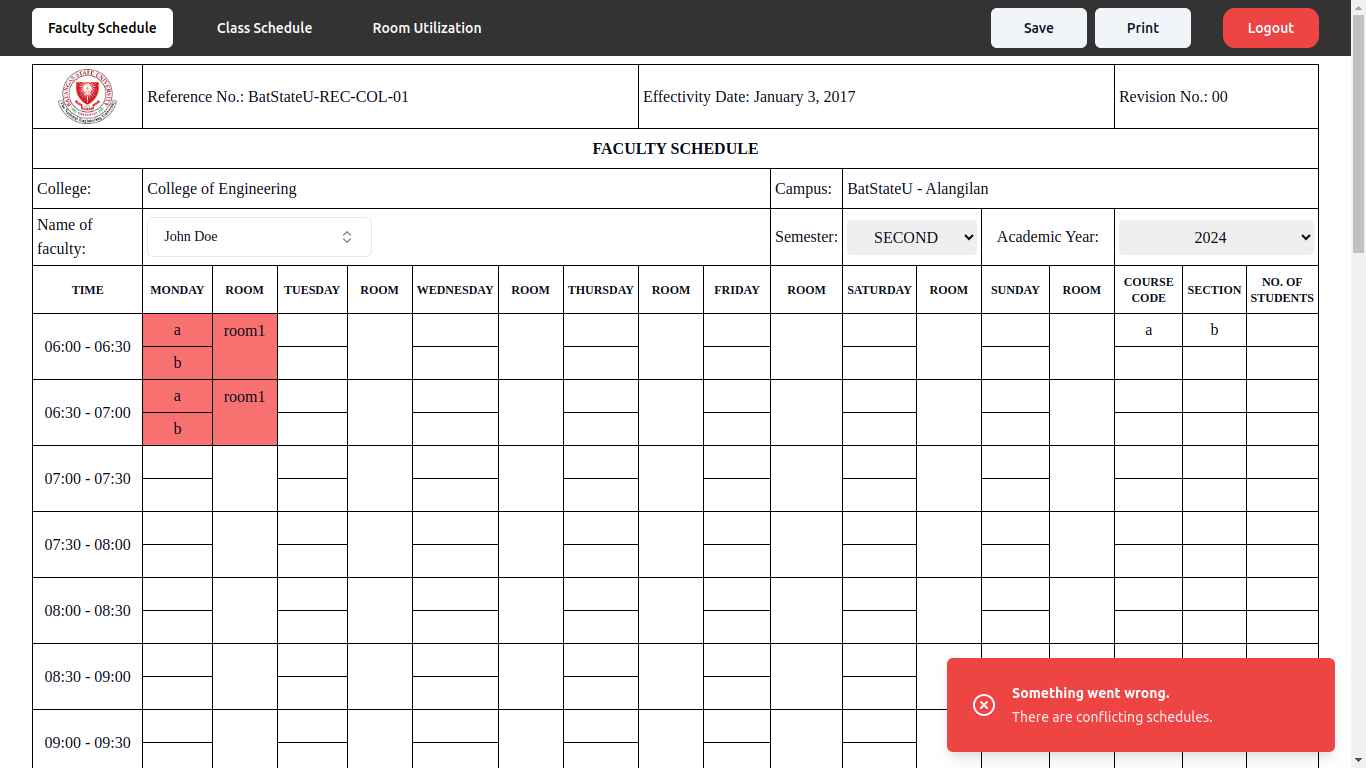 Faculty Schedule Class Schedule Room Utilization Save Print Logout
Reference No.: BatStateU-REC-COL-01 Effectivity Date: January 3, 2017 Revision No.: 00
FACULTY SCHEDULE
College: College of Engineering Campus: BatStateU - Alangilan
Name of faculty: John Doe Semester: SECOND Academic Year: 2024
TIME MONDAY ROOM TUESDAY ROOM WEDNESDAY ROOM THURSDAY ROOM FRIDAY ROOM SATURDAY ROOM SUNDAY ROOM COURSE CODE SECTION NO. OF STUDENTS
06:00 - 06:30 a room1 a b
b
06:30 - 07:00 a room1
b
07:00 - 07:30
07:30 - 08:00
08:00 - 08:30
08:30 - 09:00
09:00 - 09:30
Something went wrong.
There are conflicting schedules.